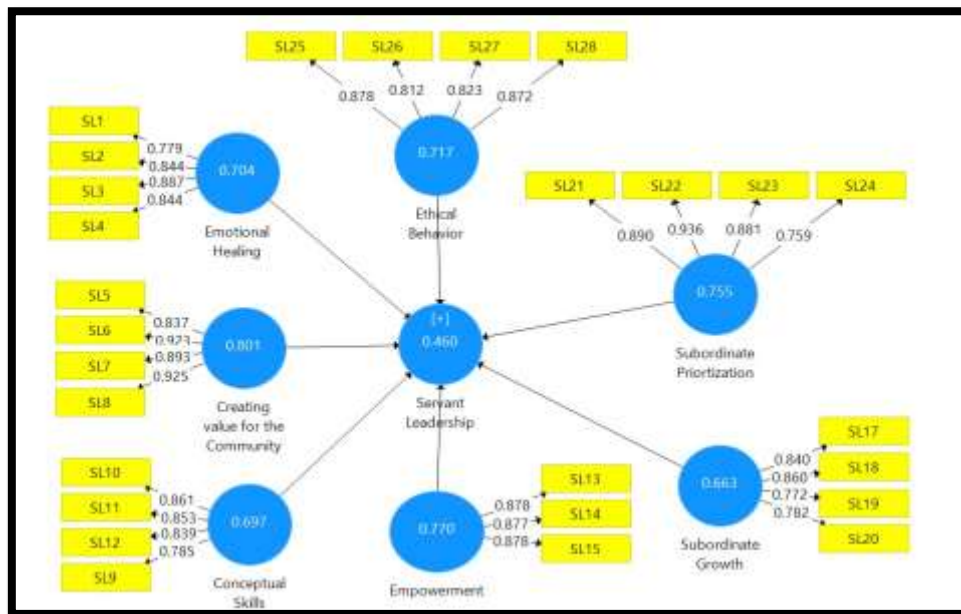 SL25
SL26
SL27
SL28
0.878
0.812
0.823
0.872
0.717
Ethical
Behavior
SL1
SL2
SL3
SL4
0.779
0.844
0.887
0.844
0.704
Emotional
Healing
SL21
SL22
SL23
SL24
0.890
0.936
0.881
0.759
0.755
Subordinate
Priortization
SL5
SL6
SL7
SL8
0.837
0.923
0.893
0.925
0.801
Creating
value for the
Community
[+]
0.460
Servant
Leadership
SL10
SL11
SL12
SL9
0.861
0.853
0.839
0.785
0.697
Conceptual
Skills
SL13
SL14
SL15
0.878
0.877
0.878
0.770
Empowerment
SL17
SL18
SL19
SL20
0.840
0.860
0.772
0.782
0.663
Subordinate
Growth